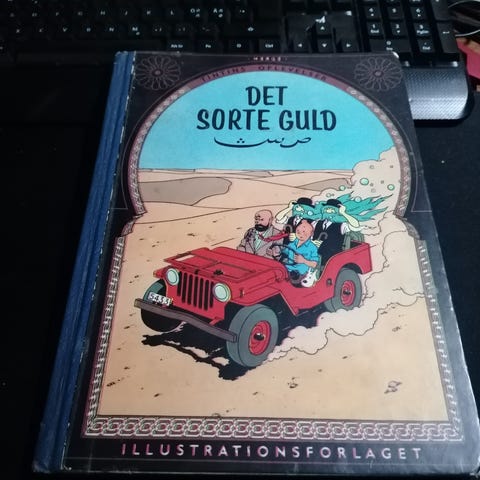 HERGÉ
TINTINS OPLEVELSER
DET
SORTE GULD
ILLUSTRATIONSFORLAGET